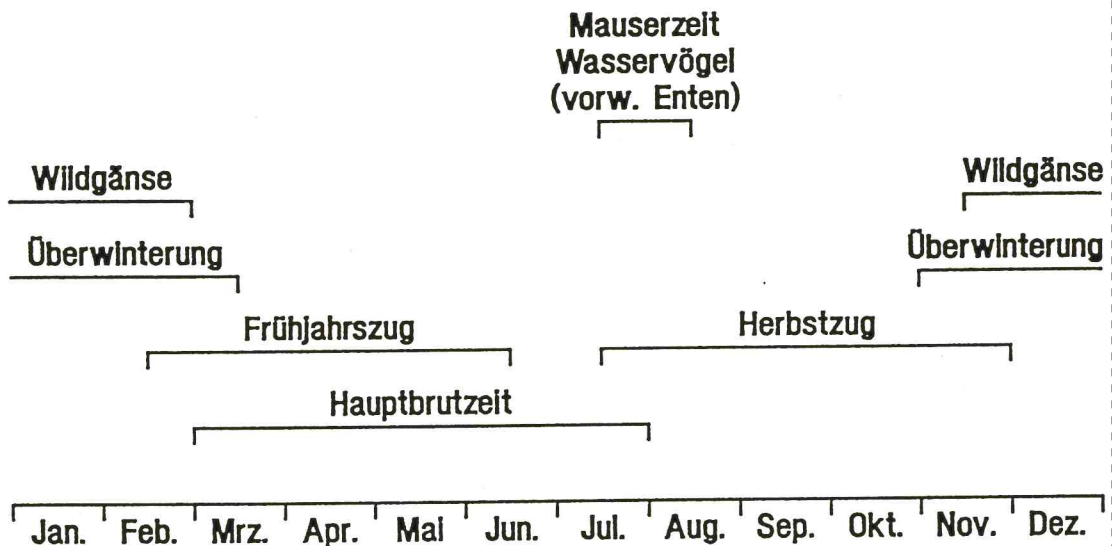 Mauserzeit
Wasservögel
(vorw. Enten)
Wildgänse
Wildgänse
Überwinterung
Überwinterung
Frühjahrszug
Herbstzug
Hauptbrutzeit
Jan. Feb. Mrz. Apr. Mai Jun. Jul. Aug. Sep. Okt. Nov. Dez.